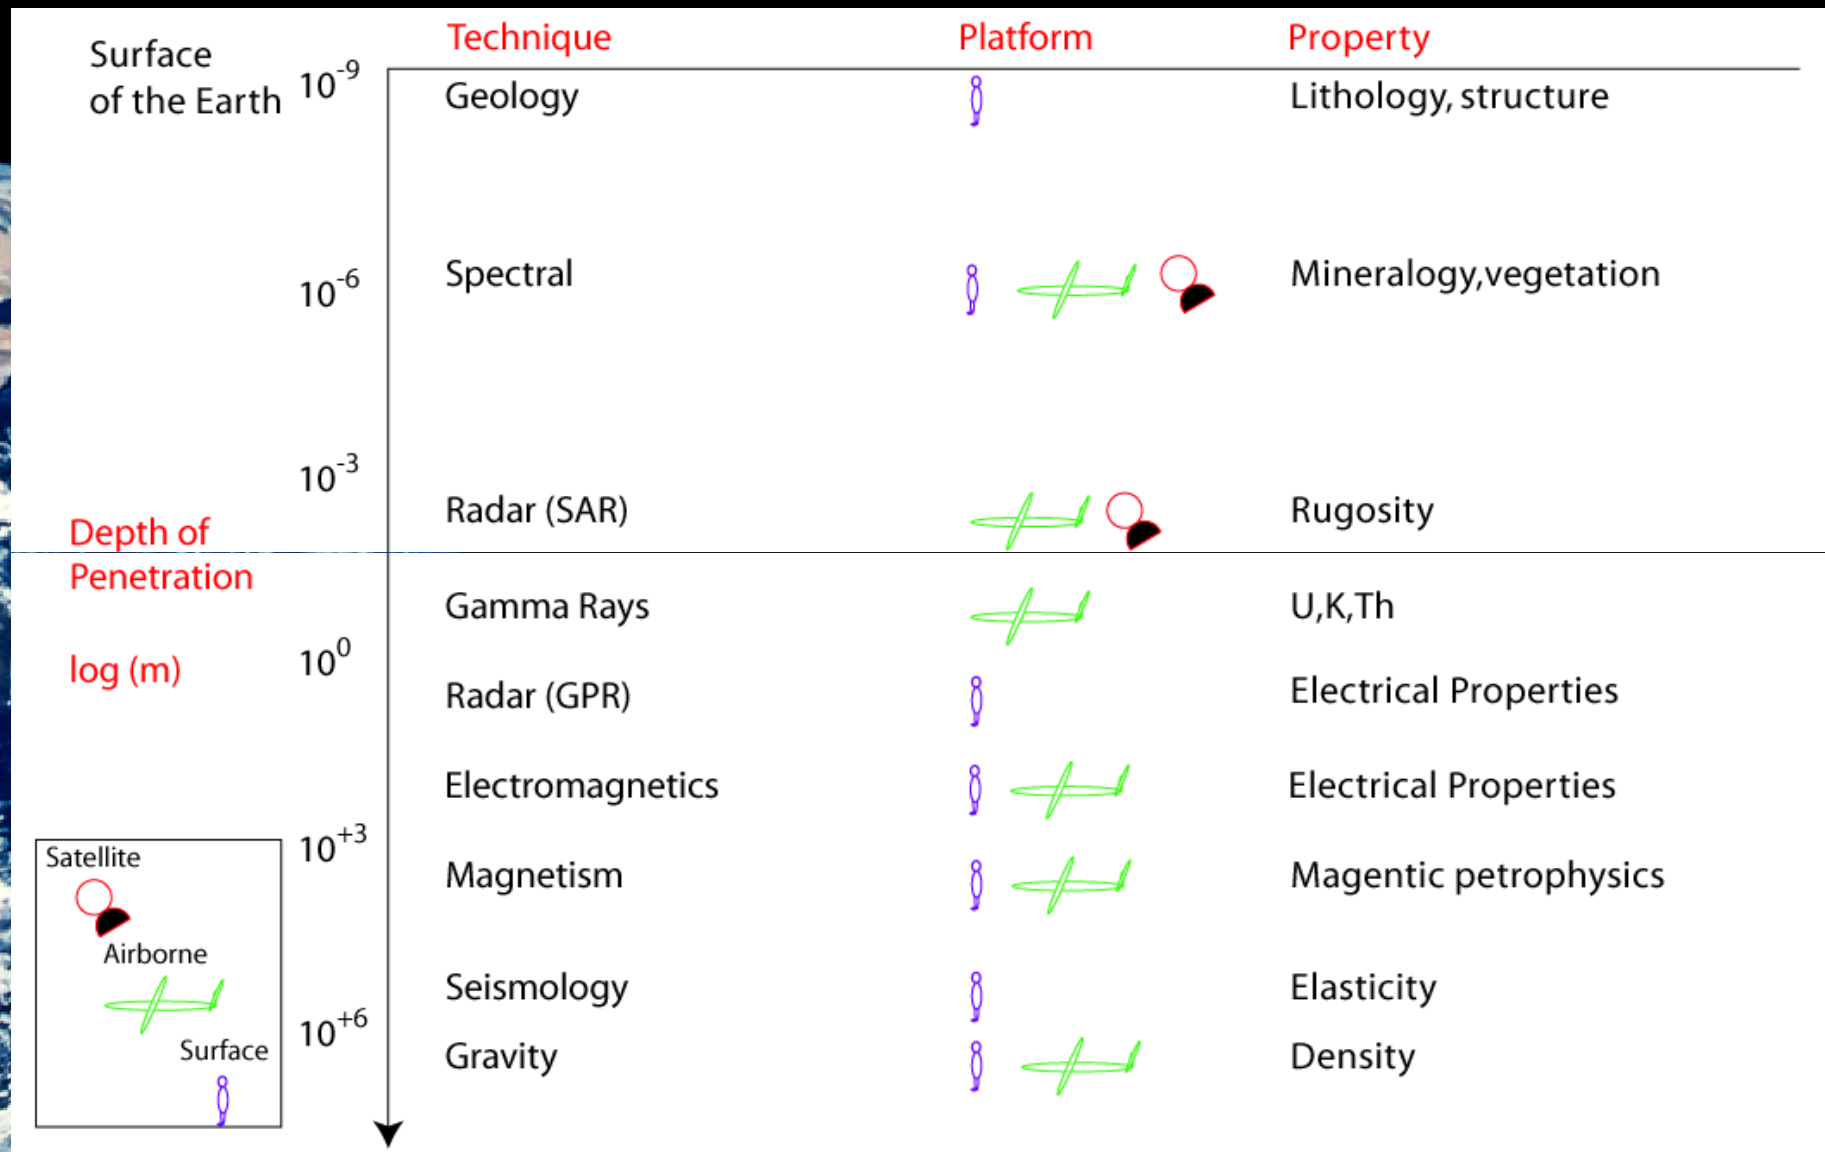 Technique Platform Property
Surface
of the Earth
10-9
Geology Lithology, structure
10-6
Spectral Mineralogy,vegetation
10-3
Radar (SAR) Rugosity
Depth of
Penetration
log (m)
Gamma Rays U,K,Th
100
Radar (GPR) Electrical Properties
Electromagnetics Electrical Properties
10+3
Magnetism Magentic petrophysics
Seismology Elasticity
10+6
Gravity Density
Satellite
Airborne
Surface